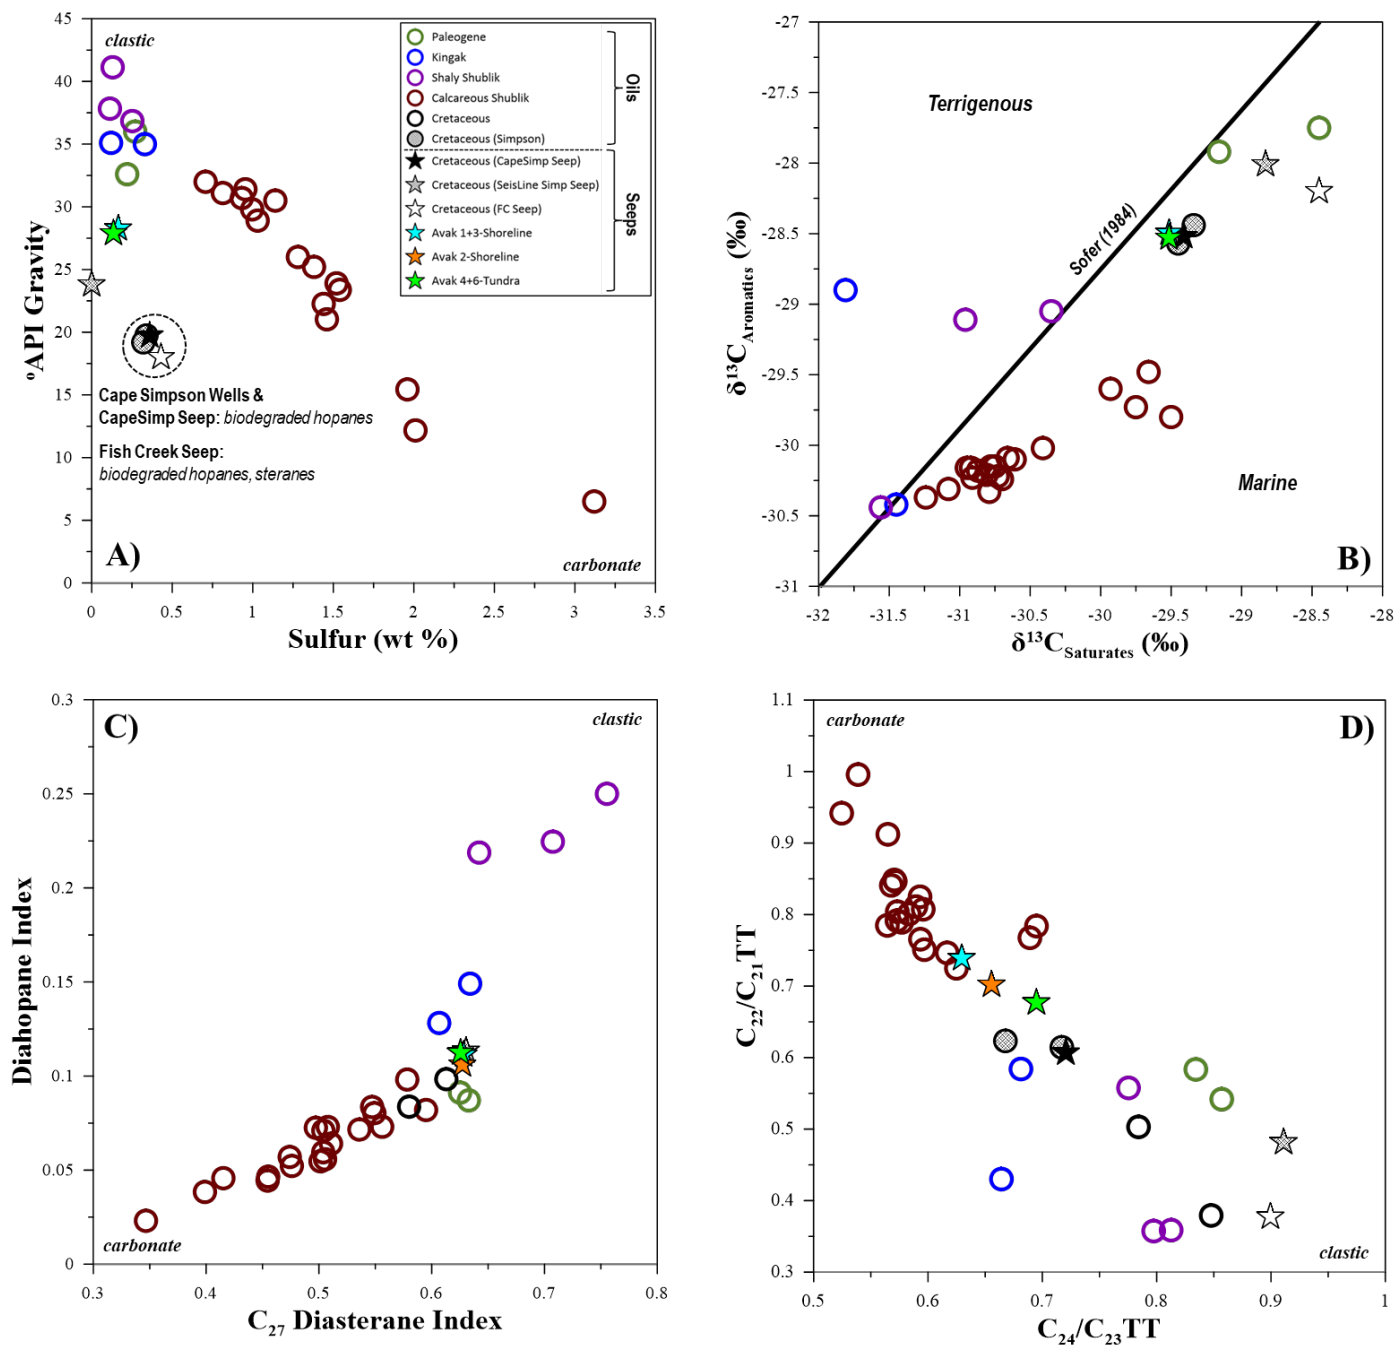 45
40
35
30
25
20
15
10
5
0
0
0.5
1
1.5
2
2.5
3
3.5
ºAPI Gravity
Sulfur (wt %)
clastic
carbonate
A)
Paleogene
Kingak
Shaly Shublik
Calcareous Shublik
Cretaceous
Cretaceous (Simpson)
Cretaceous (CapeSimp Seep)
Cretaceous (SeisLine Simp Seep)
Cretaceous (FC Seep)
Avak 1+3-Shoreline
Avak 2-Shoreline
Avak 4+6-Tundra
Oils
Seeps
Cape Simpson Wells &
CapeSimp Seep: biodegraded hopanes
Fish Creek Seep:
biodegraded hopanes, steranes
-27
-27.5
-28
-28.5
-29
-29.5
-30
-30.5
-31
-32
-31.5
-31
-30.5
-30
-29.5
-29
-28.5
-28
δ¹³C Aromatics (‰)
δ¹³C Saturates (‰)
Terrigenous
Sofer (1984)
Marine
B)
0.3
0.25
0.2
0.15
0.1
0.05
0
0.3
0.4
0.5
0.6
0.7
0.8
Diahopane Index
C₂₇ Diasterane Index
C)
clastic
carbonate
1.1
1
0.9
0.8
0.7
0.6
0.5
0.4
0.3
0.5
0.6
0.7
0.8
0.9
1
C₂₂/C₂₁TT
C₂₄/C₂₃TT
carbonate
D)
clastic